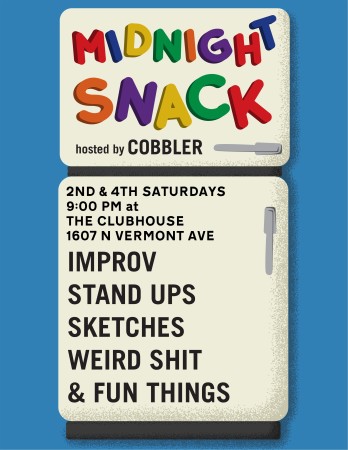 MIDNIGHT
SNACK
hosted by COBBLER
2ND & 4TH SATURDAYS
9:00 PM at
THE CLUBHOUSE
1607 N VERMONT AVE
IMPROV
STAND UPS
SKETCHES
WEIRD SHIT
& FUN THINGS